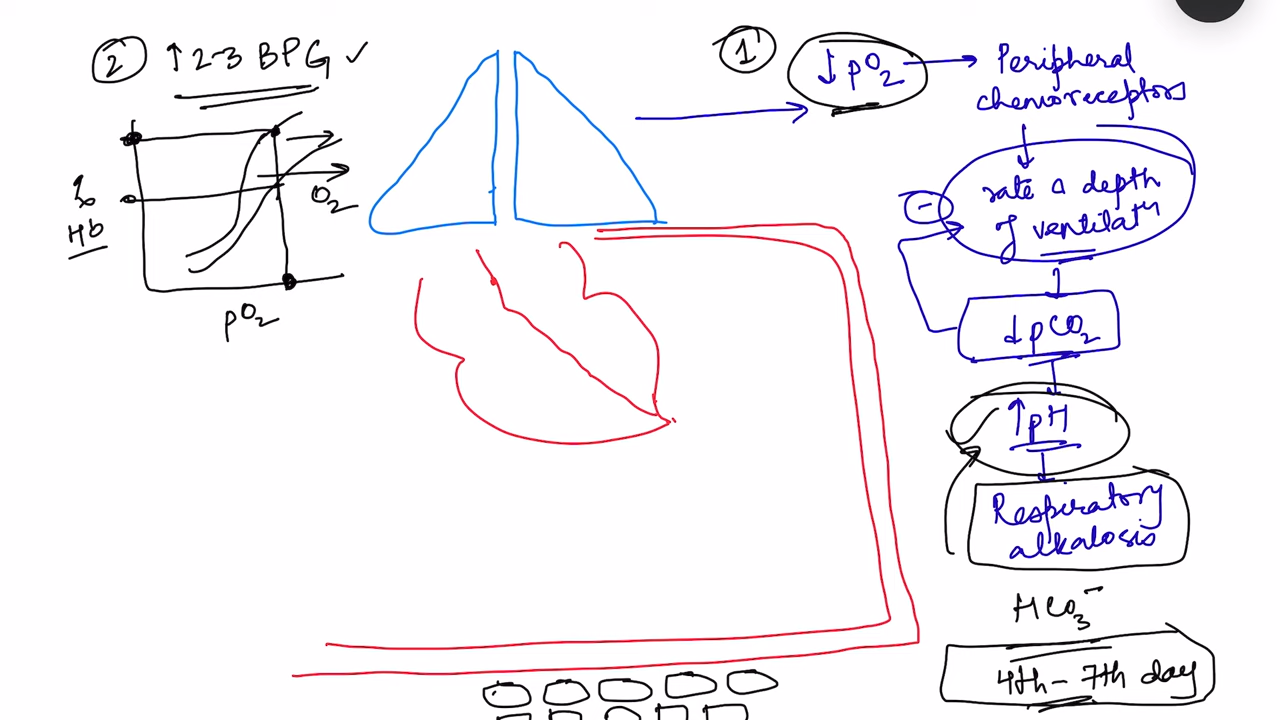 ② ↑ 2-3 BPG ✓
%
Hb
O₂
pO₂
① ↓ pO₂
Peripheral
chemoreceptors
rate & depth
of ventilatn
−
↓ pCO₂
↑ pH
Respiratory
alkalosis
HCO₃⁻
4th - 7th day